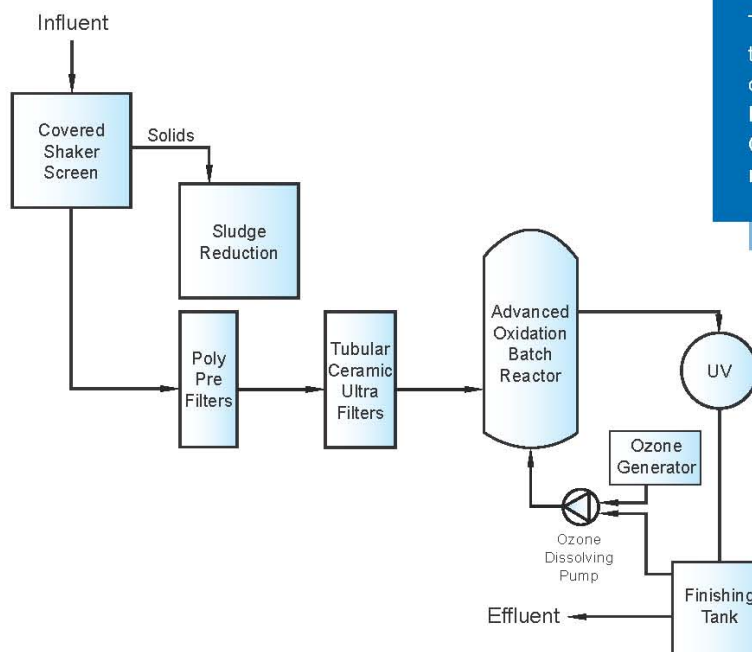 Influent
Covered
Shaker
Screen
Solids
Sludge
Reduction
Poly
Pre
Filters
Tubular
Ceramic
Ultra
Filters
Advanced
Oxidation
Batch
Reactor
UV
Ozone
Generator
Ozone
Dissolving
Pump
Finishing
Tank
Effluent